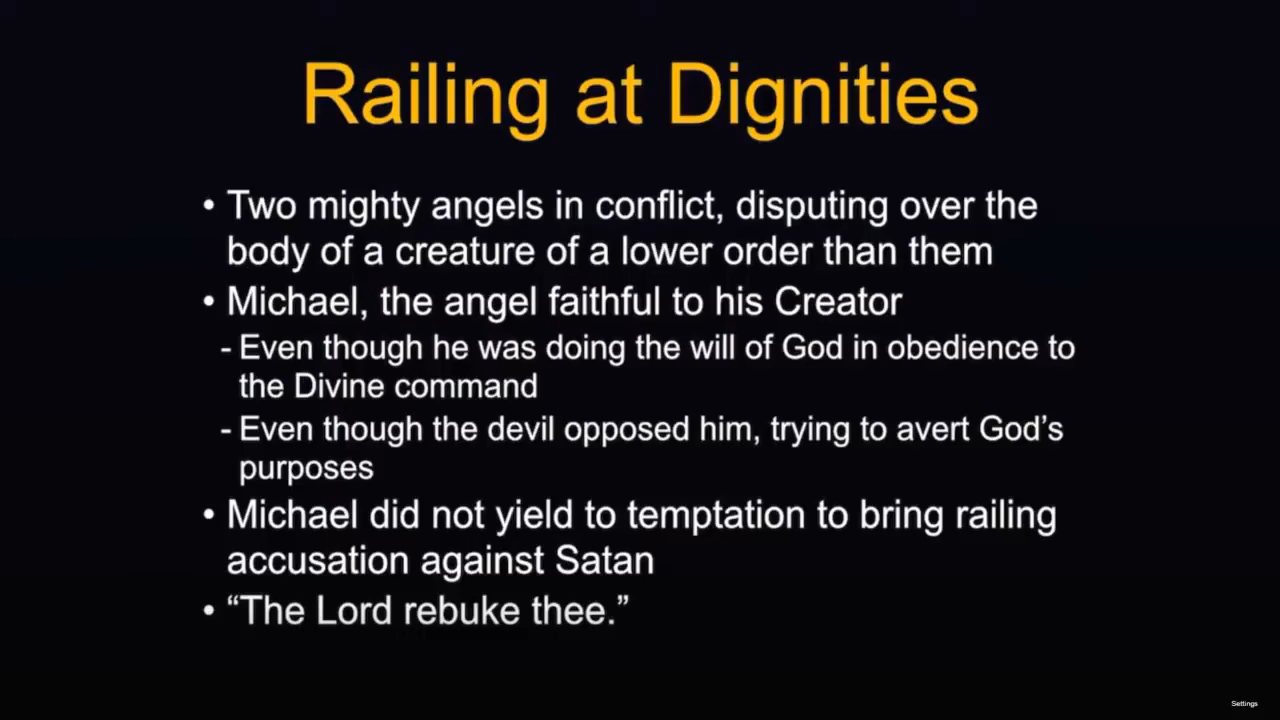 Railing at Dignities
• Two mighty angels in conflict, disputing over the
body of a creature of a lower order than them
• Michael, the angel faithful to his Creator
- Even though he was doing the will of God in obedience to
the Divine command
- Even though the devil opposed him, trying to avert God’s
purposes
• Michael did not yield to temptation to bring railing
accusation against Satan
• “The Lord rebuke thee.”
Settings